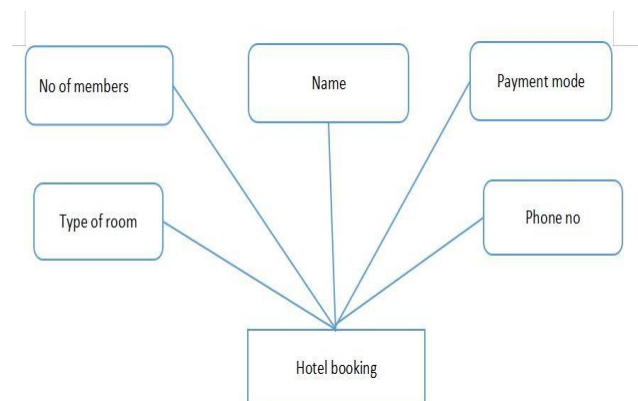 No of members
Name
Payment mode
Type of room
Phone no
Hotel booking